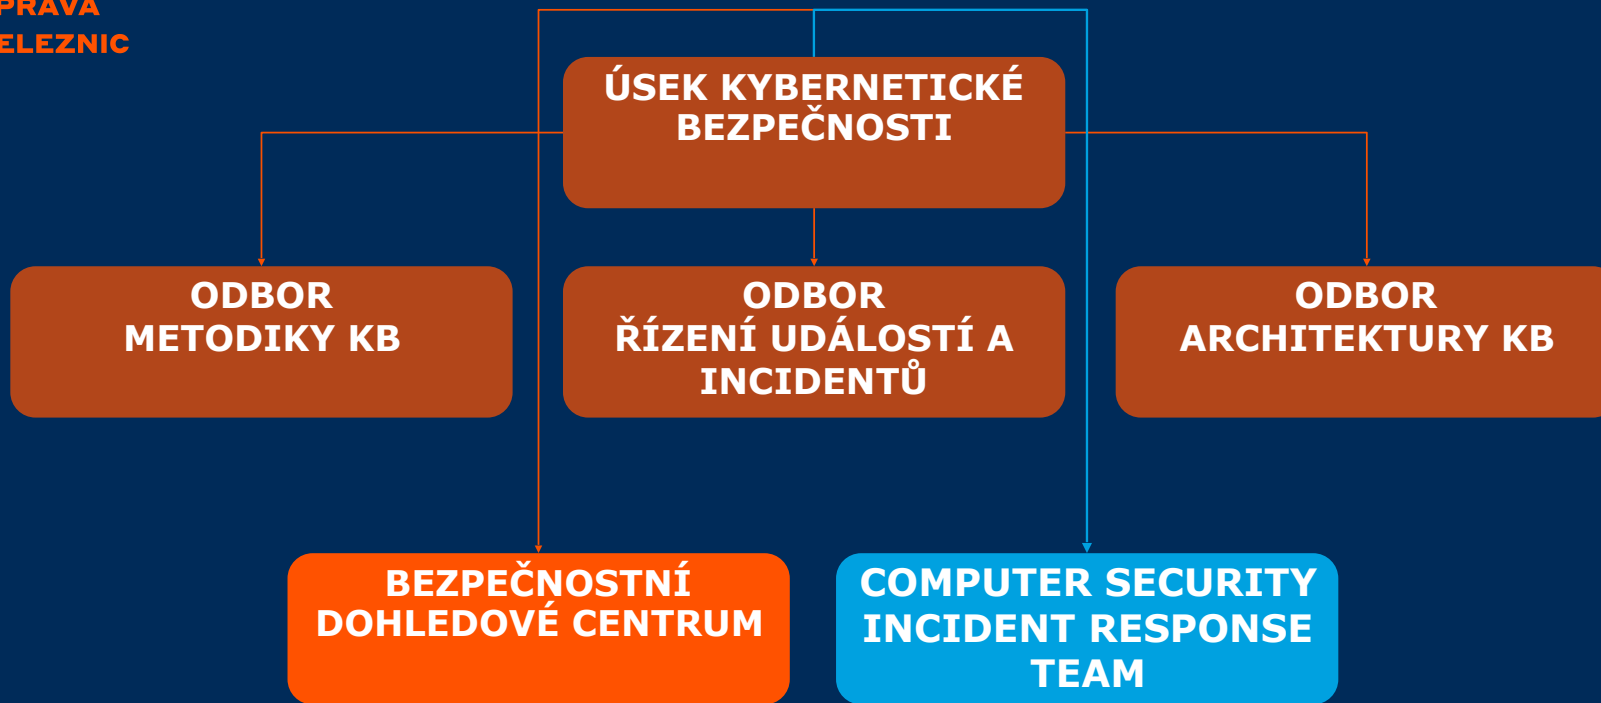 PRÁVA
ELEZNIC
ÚSEK KYBERNETICKÉ
BEZPEČNOSTI
ODBOR
METODIKY KB
ODBOR
ŘÍZENÍ UDÁLOSTÍ A
INCIDENTŮ
ODBOR
ARCHITEKTURY KB
BEZPEČNOSTNÍ
DOHLEDOVÉ CENTRUM
COMPUTER SECURITY
INCIDENT RESPONSE
TEAM